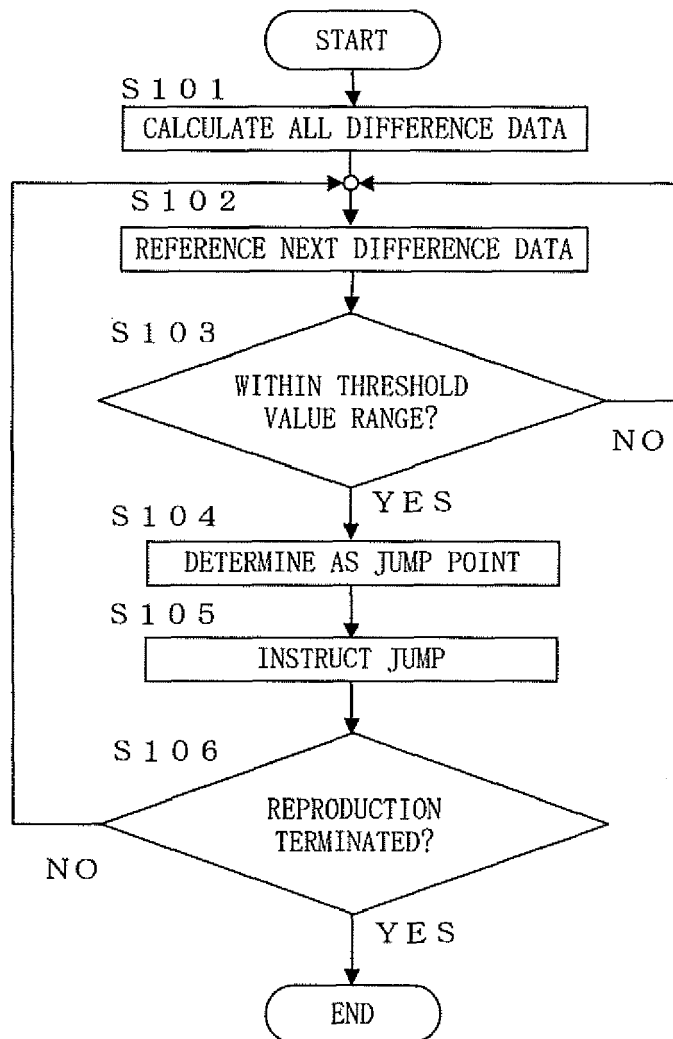 START
S101
CALCULATE ALL DIFFERENCE DATA
S102
REFERENCE NEXT DIFFERENCE DATA
S103
WITHIN THRESHOLD
VALUE RANGE?
NO
YES
S104
DETERMINE AS JUMP POINT
S105
INSTRUCT JUMP
S106
REPRODUCTION
TERMINATED?
NO
YES
END